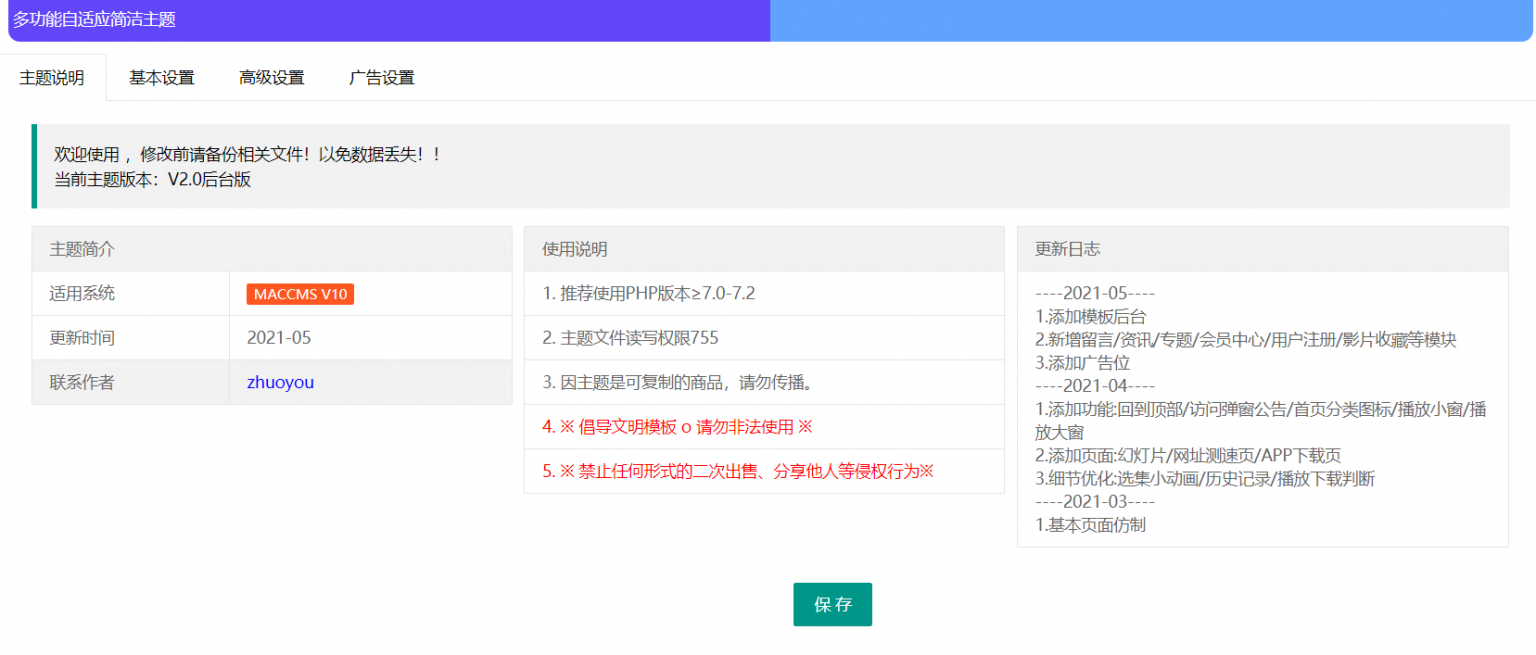 多功能自适应简洁主题
主题说明
基本设置
高级设置
广告设置
欢迎使用 ，修改前请备份相关文件！以免数据丢失！！
当前主题版本：V2.0后台版
主题简介
适用系统 MACCMS V10
更新时间 2021-05
联系作者 zhuoyou
使用说明
1. 推荐使用PHP版本≥7.0-7.2
2. 主题文件读写权限755
3. 因主题是可复制的商品，请勿传播。
4. ※ 倡导文明模板 o 请勿非法使用 ※
5. ※ 禁止任何形式的二次出售、分享他人等侵权行为※
更新日志
----2021-05----
1.添加模板后台
2.新增留言/资讯/专题/会员中心/用户注册/影片收藏等模块
3.添加广告位
----2021-04----
1.添加功能:回到顶部/访问弹窗公告/首页分类图标/播放小窗/播
放大窗
2.添加页面:幻灯片/网址测速页/APP下载页
3.细节优化:选集小动画/历史记录/播放下载判断
----2021-03----
1.基本页面仿制
保 存